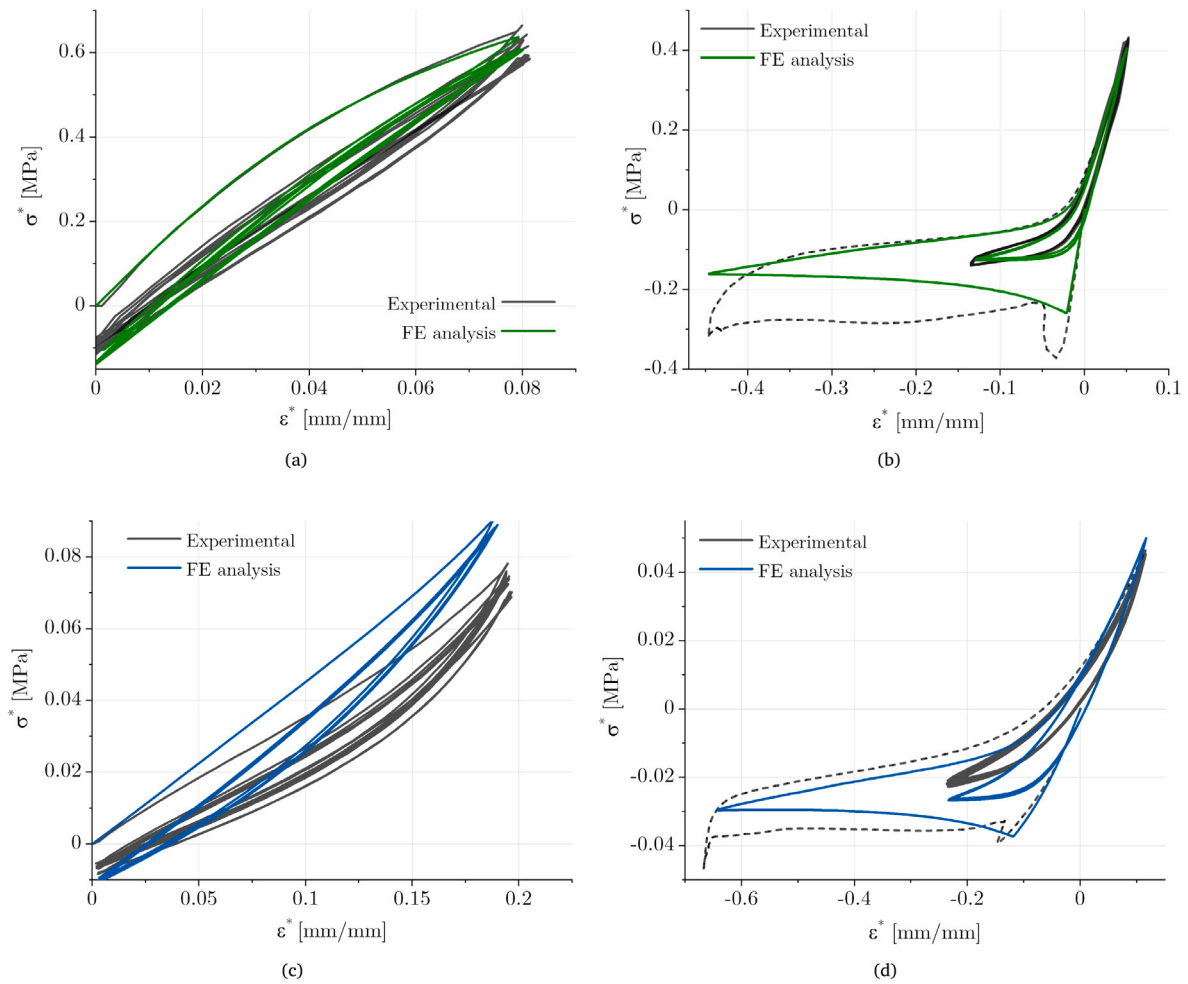 0.6
0.4
0.2
0
σ* [MPa]
Experimental
FE analysis
0
0.02
0.04
0.06
0.08
ε* [mm/mm]
(a)
0.4
0.2
0
-0.2
-0.4
σ* [MPa]
Experimental
FE analysis
-0.4
-0.3
-0.2
-0.1
0
0.1
ε* [mm/mm]
(b)
0.08
0.06
0.04
0.02
0
σ* [MPa]
Experimental
FE analysis
0
0.05
0.1
0.15
0.2
ε* [mm/mm]
(c)
0.04
0.02
0
-0.02
-0.04
σ* [MPa]
Experimental
FE analysis
-0.6
-0.4
-0.2
0
ε* [mm/mm]
(d)